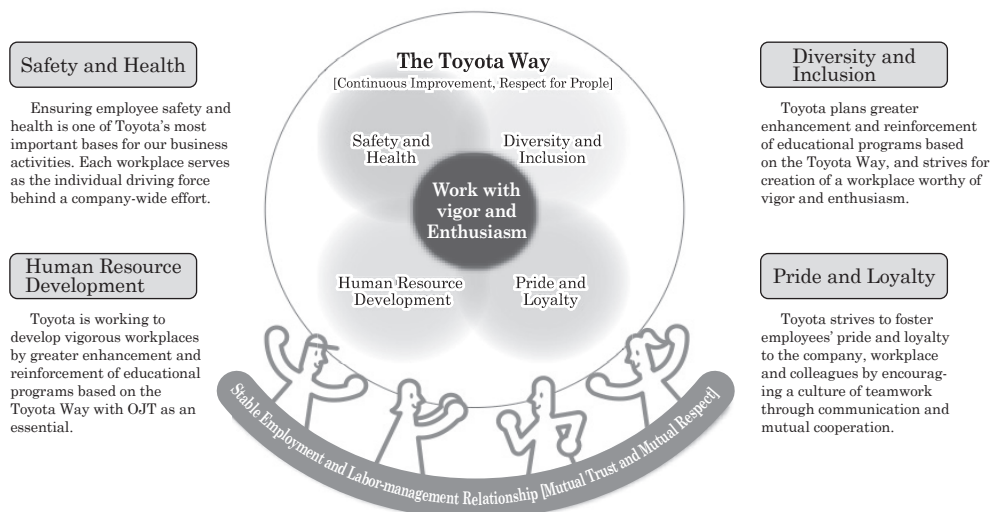 Safety and Health
Ensuring employee safety and
health is one of Toyota's most
important bases for our business
activities. Each workplace serves
as the individual driving force
behind a company-wide effort.
Human Resource
Development
Toyota is working to
develop vigorous workplaces
by greater enhancement and
reinforcement of educational
programs based on the
Toyota Way with OJT as an
essential.
The Toyota Way
[Continuous Improvement, Respect for Prople]
Safety and
Health
Diversity and
Inclusion
Work with
vigor and
Enthusiasm
Human Resource
Development
Pride and
Loyalty
Stable Employment and Labor-management Relationship [Mutual Trust and Mutual Respect]
Diversity and
Inclusion
Toyota plans greater
enhancement and reinforcement
of educational programs based
on the Toyota Way, and strives for
creation of a workplace worthy of
vigor and enthusiasm.
Pride and Loyalty
Toyota strives to foster
employees' pride and loyalty
to the company, workplace
and colleagues by encourag-
ing a culture of teamwork
through communication and
mutual cooperation.